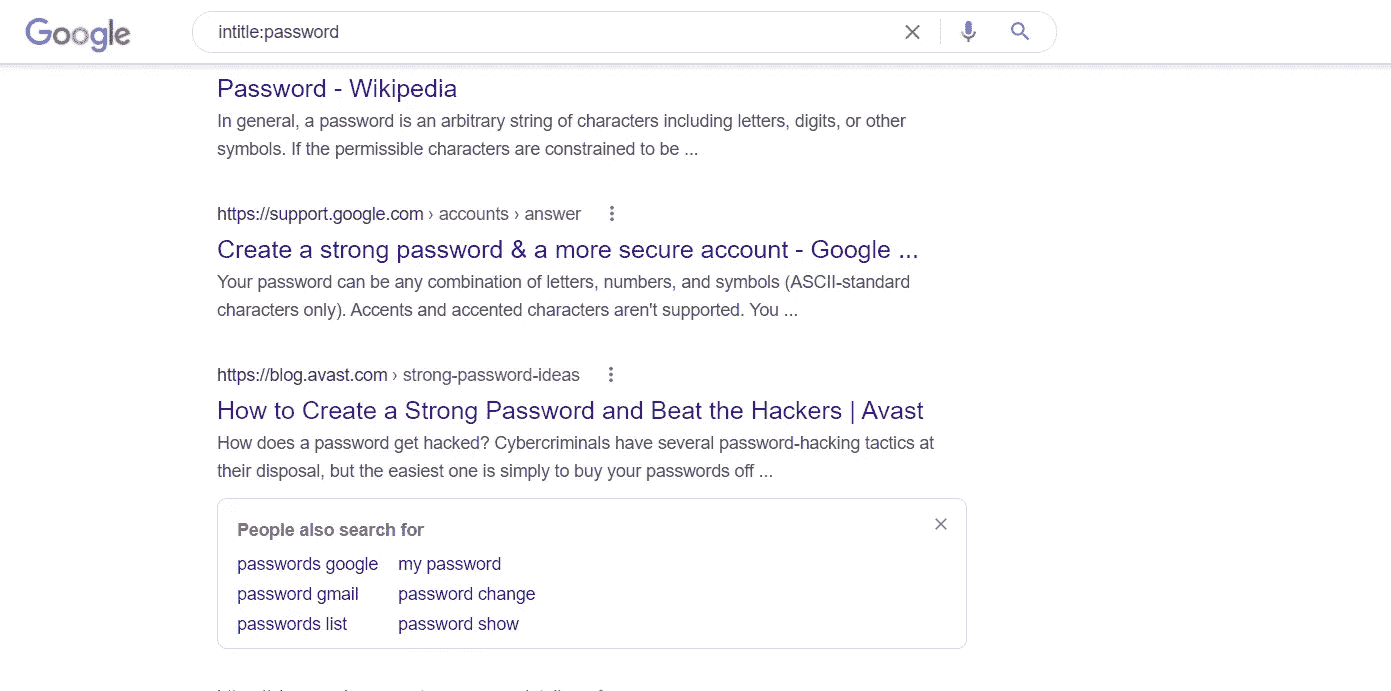 Google
intitle:password
Password - Wikipedia
In general, a password is an arbitrary string of characters including letters, digits, or other
symbols. If the permissible characters are constrained to be ...
https://support.google.com › accounts › answer
Create a strong password & a more secure account - Google ...
Your password can be any combination of letters, numbers, and symbols (ASCII-standard
characters only). Accents and accented characters aren't supported. You ...
https://blog.avast.com › strong-password-ideas
How to Create a Strong Password and Beat the Hackers | Avast
How does a password get hacked? Cybercriminals have several password-hacking tactics at
their disposal, but the easiest one is simply to buy your passwords off ...
People also search for
passwords google my password
password gmail password change
passwords list password show